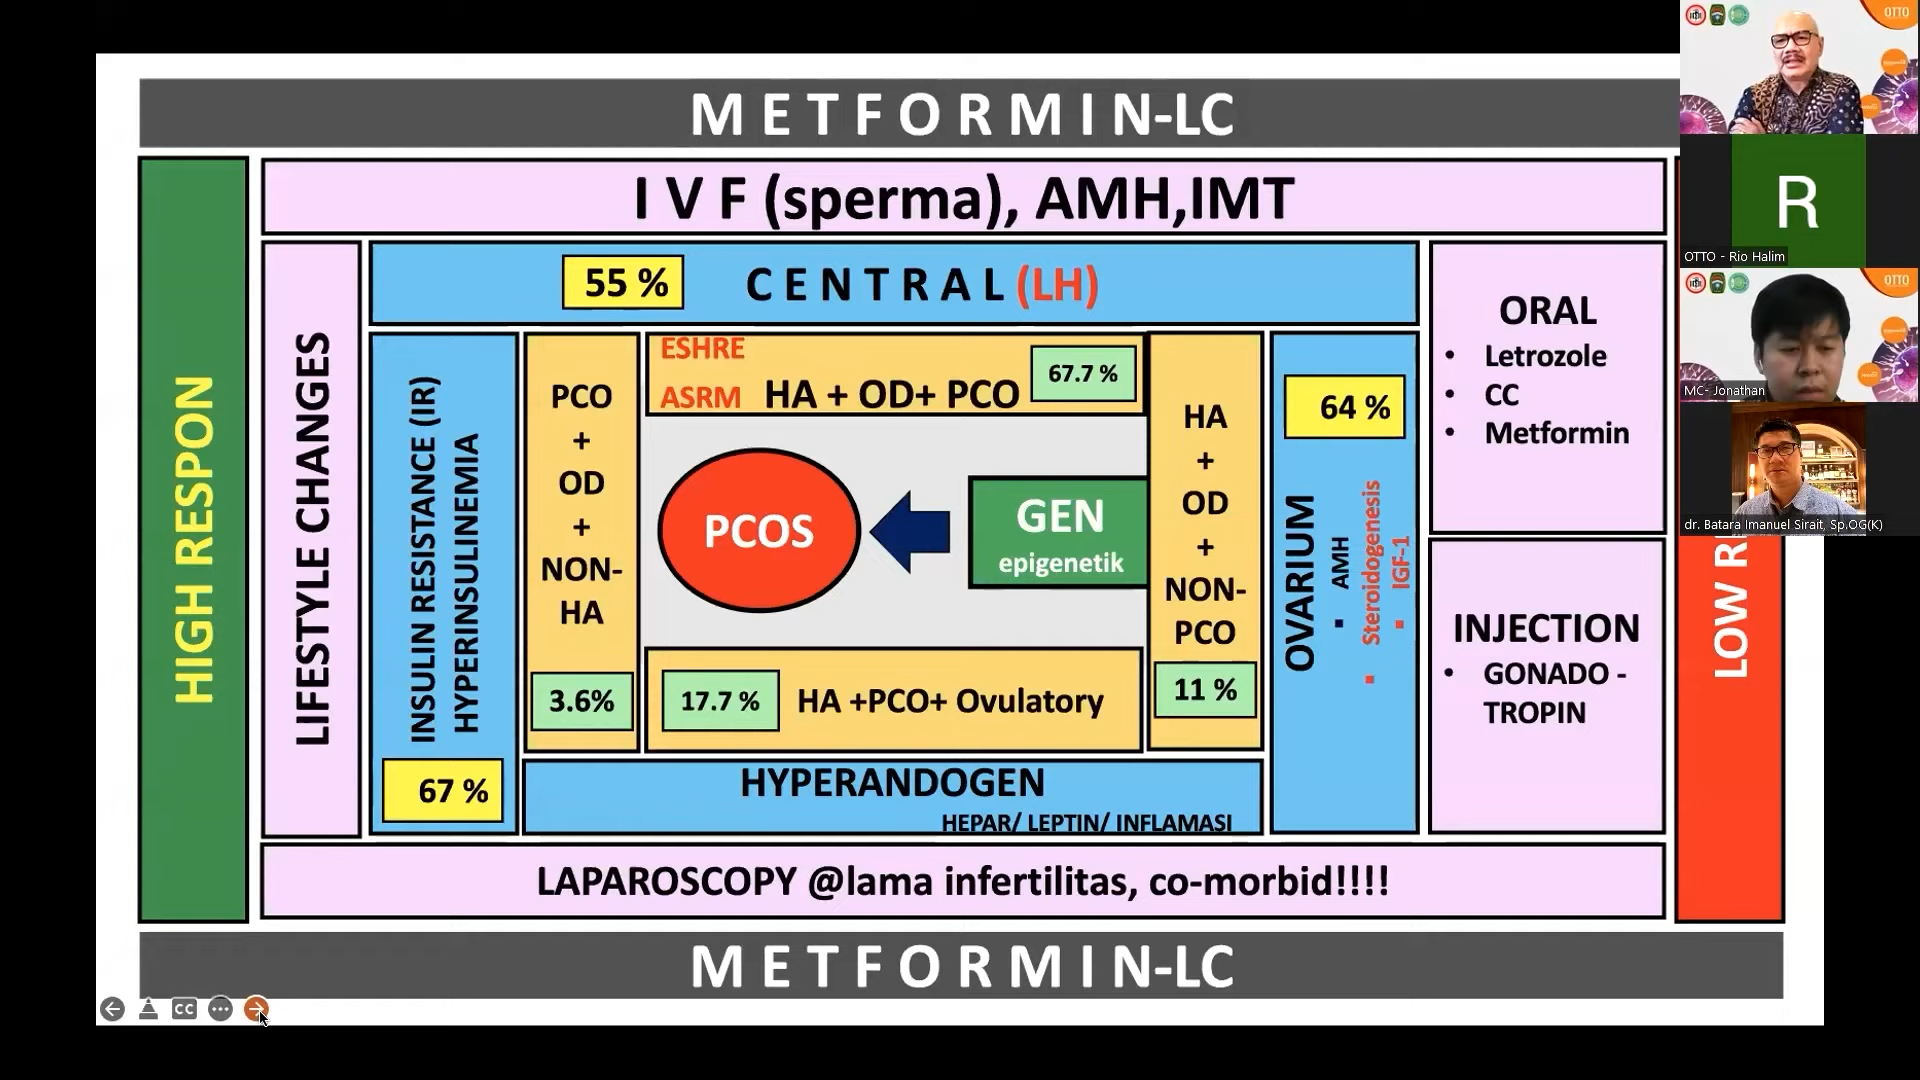 M E T F O R M I N-LC
I V F (sperma), AMH,IMT
HIGH RESPON
LIFESTYLE CHANGES
55 %
C E N T R A L (LH)
INSULIN RESISTANCE (IR)
HYPERINSULINEMIA
67 %
PCO
+
OD
+
NON-
HA
3.6%
ESHRE
ASRM HA + OD+ PCO
67.7 %
PCOS
GEN
epigenetik
17.7 %
HA +PCO+ Ovulatory
HA
+
OD
+
NON-
PCO
11 %
64 %
OVARIUM
▪ AMH
▪ Steroidogenesis
▪ IGF-1
HYPERANDOGEN
HEPAR/ LEPTIN/ INFLAMASI
ORAL
• Letrozole
• CC
• Metformin
INJECTION
• GONADO -
TROPIN
LOW
LAPAROSCOPY @lama infertilitas, co-morbid!!!!
M E T F O R M I N-LC
CC
OTTO
R
OTTO - Rio Halim
OTTO
MC- Jonathan
dr. Batara Imanuel Sirait, Sp.OG(K)